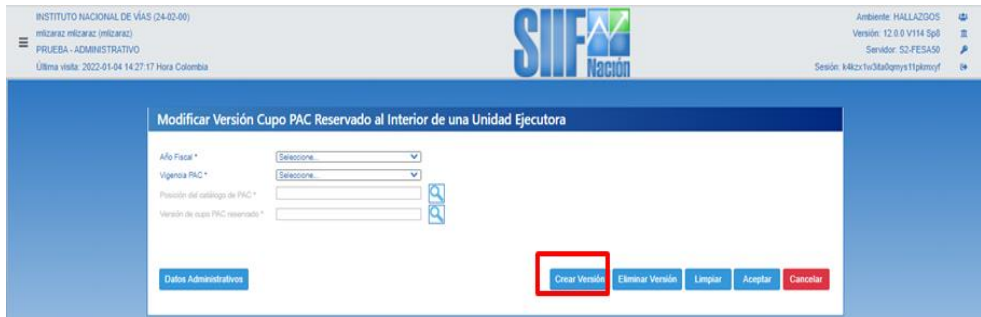 INSTITUTO NACIONAL DE VÍAS (24-02-00)
mlizaraz mlizaraz (mlizaraz)
PRUEBA - ADMINISTRATIVO
Última visita: 2022-01-04 14:27:17 Hora Colombia
SIIF
Nación
Ambiente: HALLAZGOS
Versión: 12.0.0 V114 Sp8
Servidor: S2-FESA50
Sesión:
Modificar Versión Cupo PAC Reservado al Interior de una Unidad Ejecutora
Año Fiscal * Seleccione...
Vigencia PAC * Seleccione...
Posición del catálogo de PAC *
Versión de cupo PAC reservado *
Datos Administrativos Crear Versión Eliminar Versión Limpiar Aceptar Cancelar